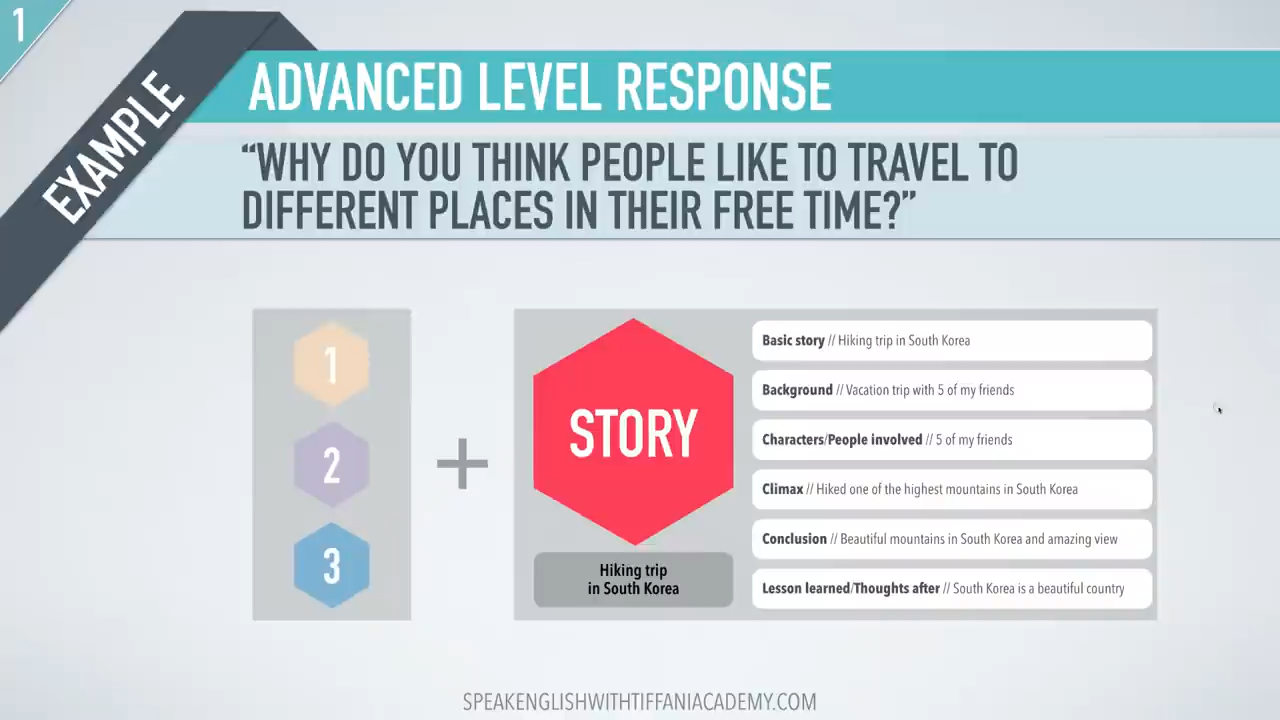 1
EXAMPLE
ADVANCED LEVEL RESPONSE
“WHY DO YOU THINK PEOPLE LIKE TO TRAVEL TO
DIFFERENT PLACES IN THEIR FREE TIME?”
1
2
3
+
STORY
Hiking trip
in South Korea
Basic story // Hiking trip in South Korea
Background // Vacation trip with 5 of my friends
Characters/People involved // 5 of my friends
Climax // Hiked one of the highest mountains in South Korea
Conclusion // Beautiful mountains in South Korea and amazing view
Lesson learned/Thoughts after // South Korea is a beautiful country
SPEAKENGLISHWITHTIFFANIACADEMY.COM